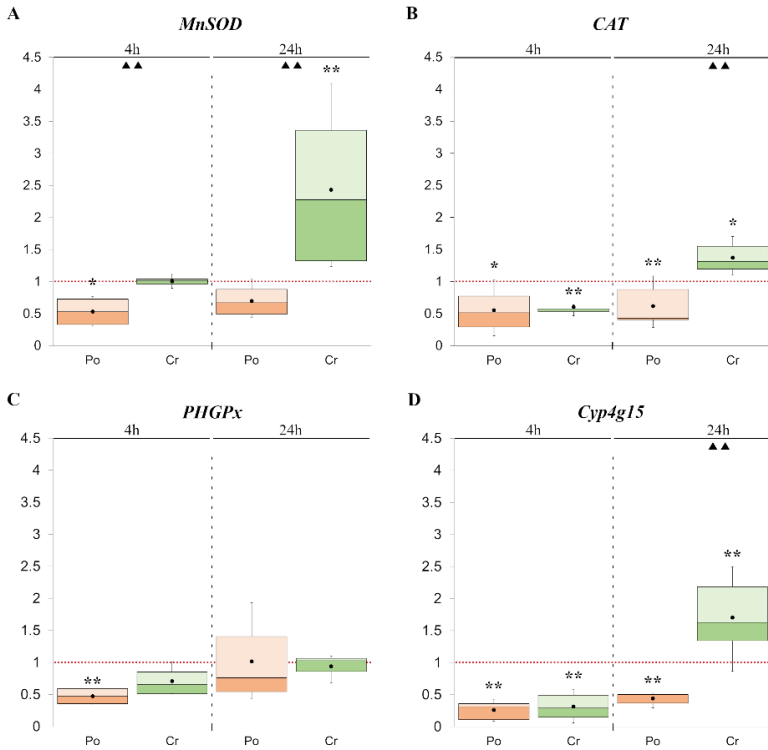 A
MnSOD
4h 24h
▲▲ ▲▲
4.5
4
3.5
3
2.5
2
1.5
1
0.5
0
* **
Po Cr Po Cr
B
CAT
4h 24h
▲▲
4.5
4
3.5
3
2.5
2
1.5
1
0.5
0
* ** ** *
Po Cr Po Cr
C
PHGPx
4h 24h
4.5
4
3.5
3
2.5
2
1.5
1
0.5
0
**
Po Cr Po Cr
D
Cyp4g15
4h 24h
▲▲
4.5
4
3.5
3
2.5
2
1.5
1
0.5
0
** ** ** **
Po Cr Po Cr